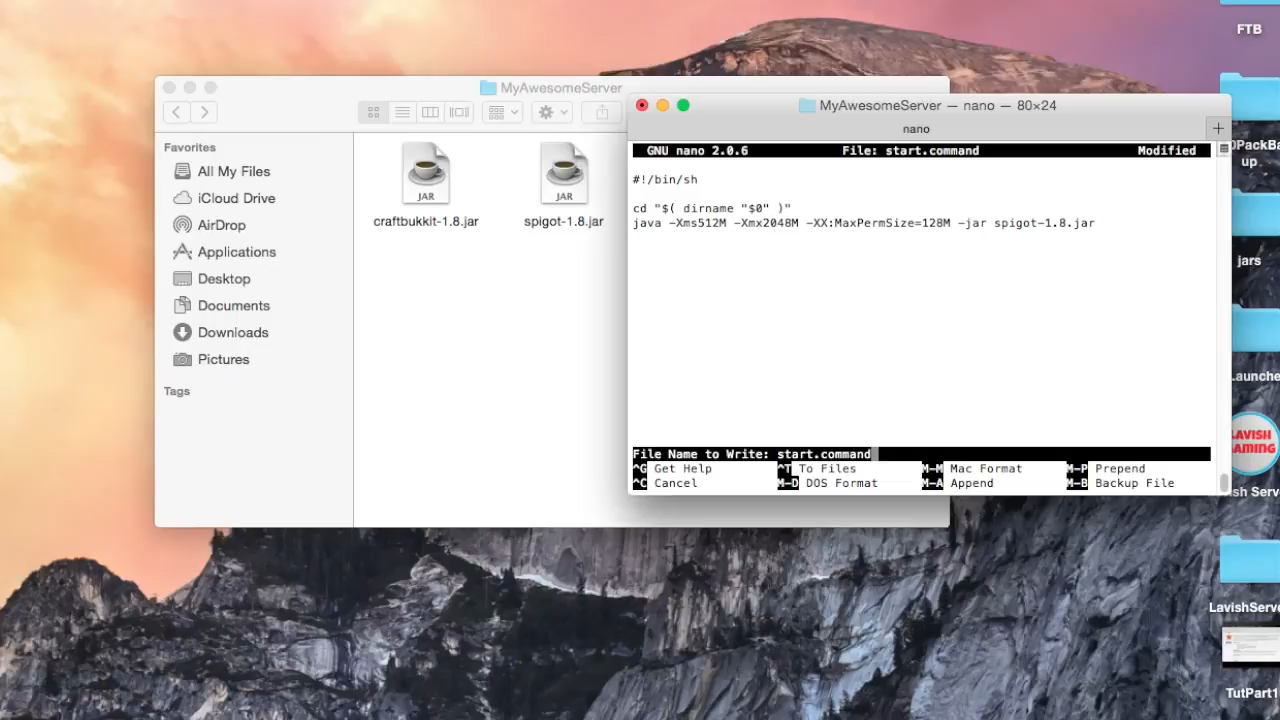 FTB
MyAwesomeServer
MyAwesomeServer — nano — 80×24
nano
Favorites
All My Files
iCloud Drive
AirDrop
Applications
Desktop
Documents
Downloads
Pictures
Tags
JAR
craftbukkit-1.8.jar
JAR
spigot-1.8.jar
GNU nano 2.0.6 File: start.command Modified
#!/bin/sh
cd "$( dirname "$0" )"
java -Xms512M -Xmx2048M -XX:MaxPermSize=128M -jar spigot-1.8.jar
File Name to Write: start.command
^G Get Help ^T To Files M-M Mac Format M-P Prepend
^C Cancel M-D DOS Format M-A Append M-B Backup File
jars
LAVISH
GAMING
TutPart1